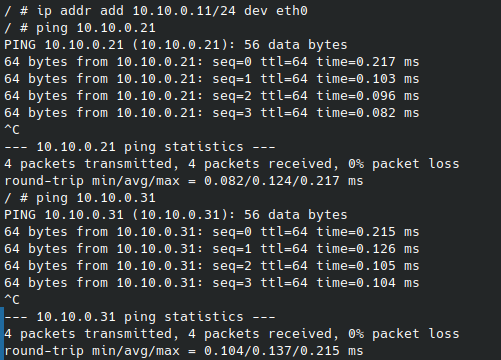 / # ip addr add 10.10.0.11/24 dev eth0
/ # ping 10.10.0.21
PING 10.10.0.21 (10.10.0.21): 56 data bytes
64 bytes from 10.10.0.21: seq=0 ttl=64 time=0.217 ms
64 bytes from 10.10.0.21: seq=1 ttl=64 time=0.103 ms
64 bytes from 10.10.0.21: seq=2 ttl=64 time=0.096 ms
64 bytes from 10.10.0.21: seq=3 ttl=64 time=0.082 ms
^C
--- 10.10.0.21 ping statistics ---
4 packets transmitted, 4 packets received, 0% packet loss
round-trip min/avg/max = 0.082/0.124/0.217 ms
/ # ping 10.10.0.31
PING 10.10.0.31 (10.10.0.31): 56 data bytes
64 bytes from 10.10.0.31: seq=0 ttl=64 time=0.215 ms
64 bytes from 10.10.0.31: seq=1 ttl=64 time=0.126 ms
64 bytes from 10.10.0.31: seq=2 ttl=64 time=0.105 ms
64 bytes from 10.10.0.31: seq=3 ttl=64 time=0.104 ms
^C
--- 10.10.0.31 ping statistics ---
4 packets transmitted, 4 packets received, 0% packet loss
round-trip min/avg/max = 0.104/0.137/0.215 ms